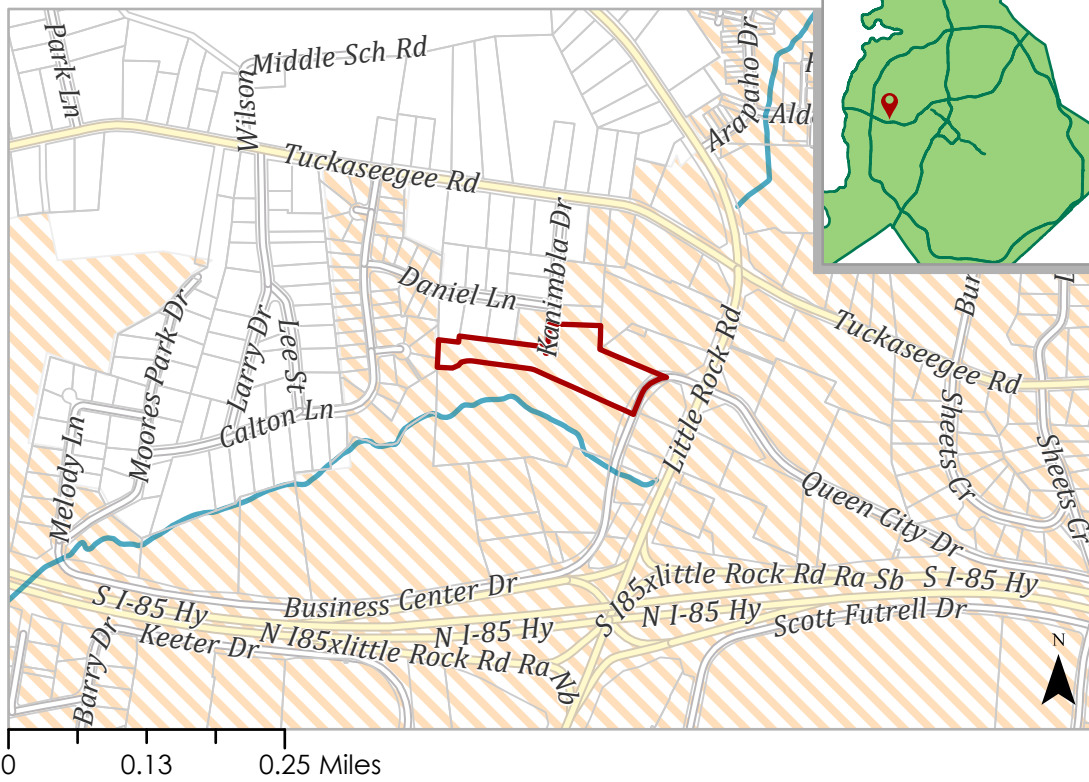 Park Ln
Middle Sch Rd
Wilson
Arapaho Dr
Tuckaseegee Rd
Kanimbla Dr
Daniel Ln
Moores Park Dr
Larry Dr
Lee St
Calton Ln
Melody Ln
Little Rock Rd
Tuckaseegee Rd
Sheets Cr
Sheets Cr
Queen City Dr
S I-85 Hy
Business Center Dr
S I85xlittle Rock Rd Ra Sb
S I-85 Hy
N I-85 Hy
N I-85 Hy
N I85xlittle Rock Rd Ra Nb
Scott Futrell Dr
Keeter Dr
Barry Dr
N
0
0.13
0.25 Miles